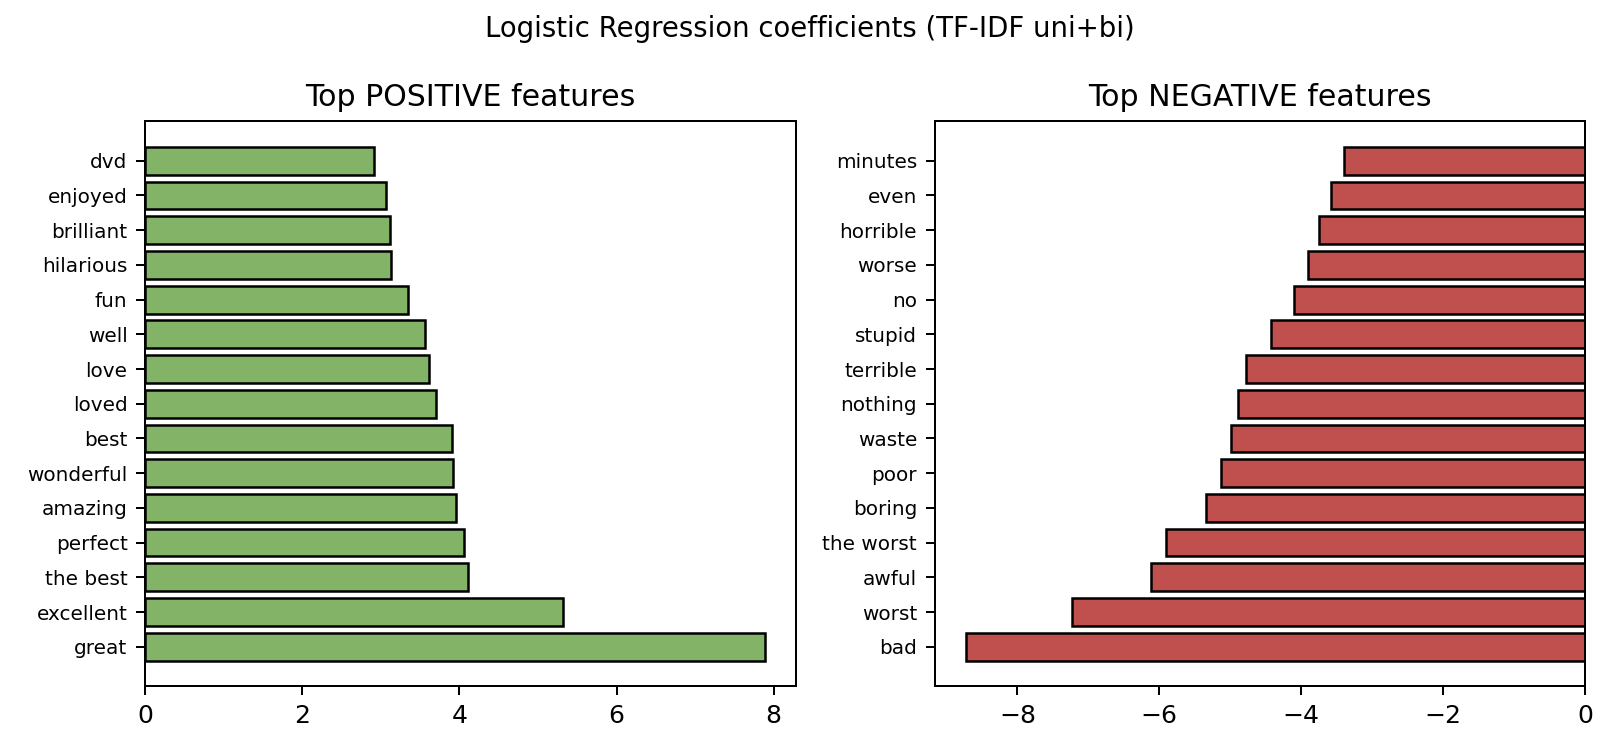 Logistic Regression coefficients (TF-IDF uni+bi)
Top POSITIVE features
dvd
enjoyed
brilliant
hilarious
fun
well
love
loved
best
wonderful
amazing
perfect
the best
excellent
great
0 2 4 6 8
Top NEGATIVE features
minutes
even
horrible
worse
no
stupid
terrible
nothing
waste
poor
boring
the worst
awful
worst
bad
−8 −6 −4 −2 0